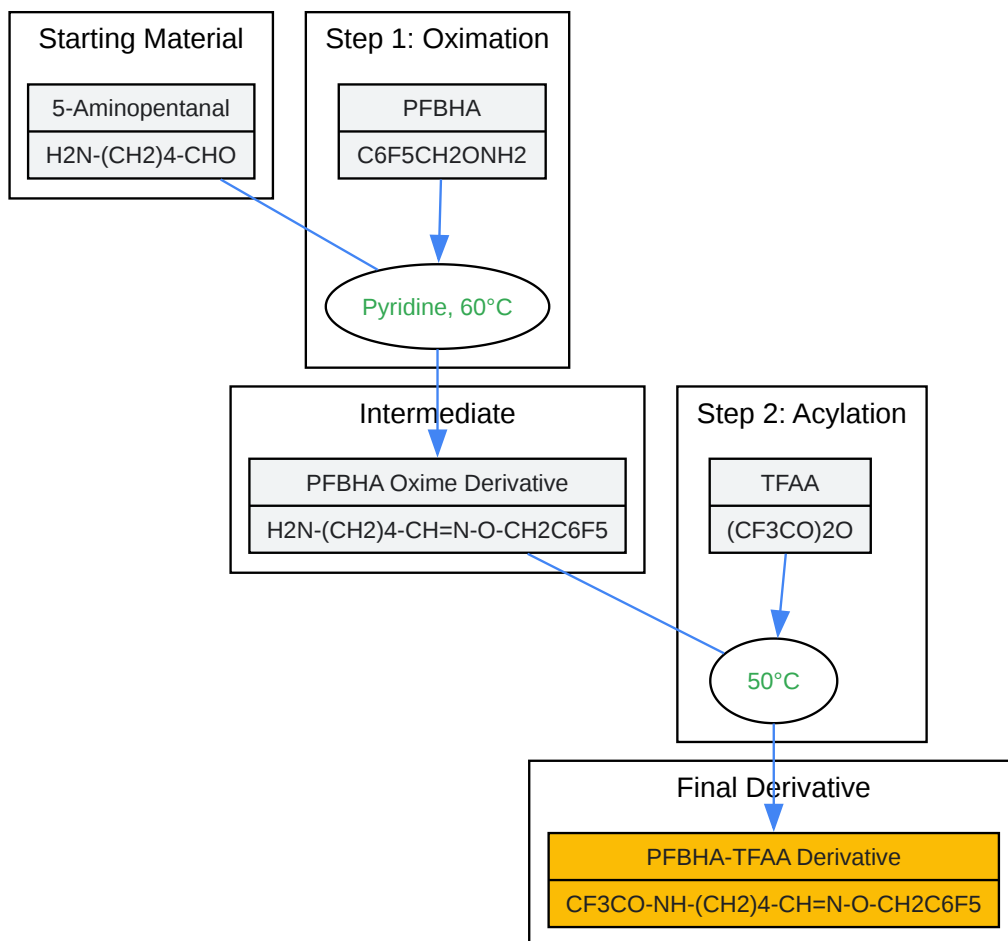 Starting Material
5-Aminopentanal
H2N-(CH2)4-CHO
Step 1: Oximation
PFBHA
C6F5CH2ONH2
Pyridine, 60°C
Intermediate
PFBHA Oxime Derivative
H2N-(CH2)4-CH=N-O-CH2C6F5
Step 2: Acylation
TFAA
(CF3CO)2O
50°C
Final Derivative
PFBHA-TFAA Derivative
CF3CO-NH-(CH2)4-CH=N-O-CH2C6F5